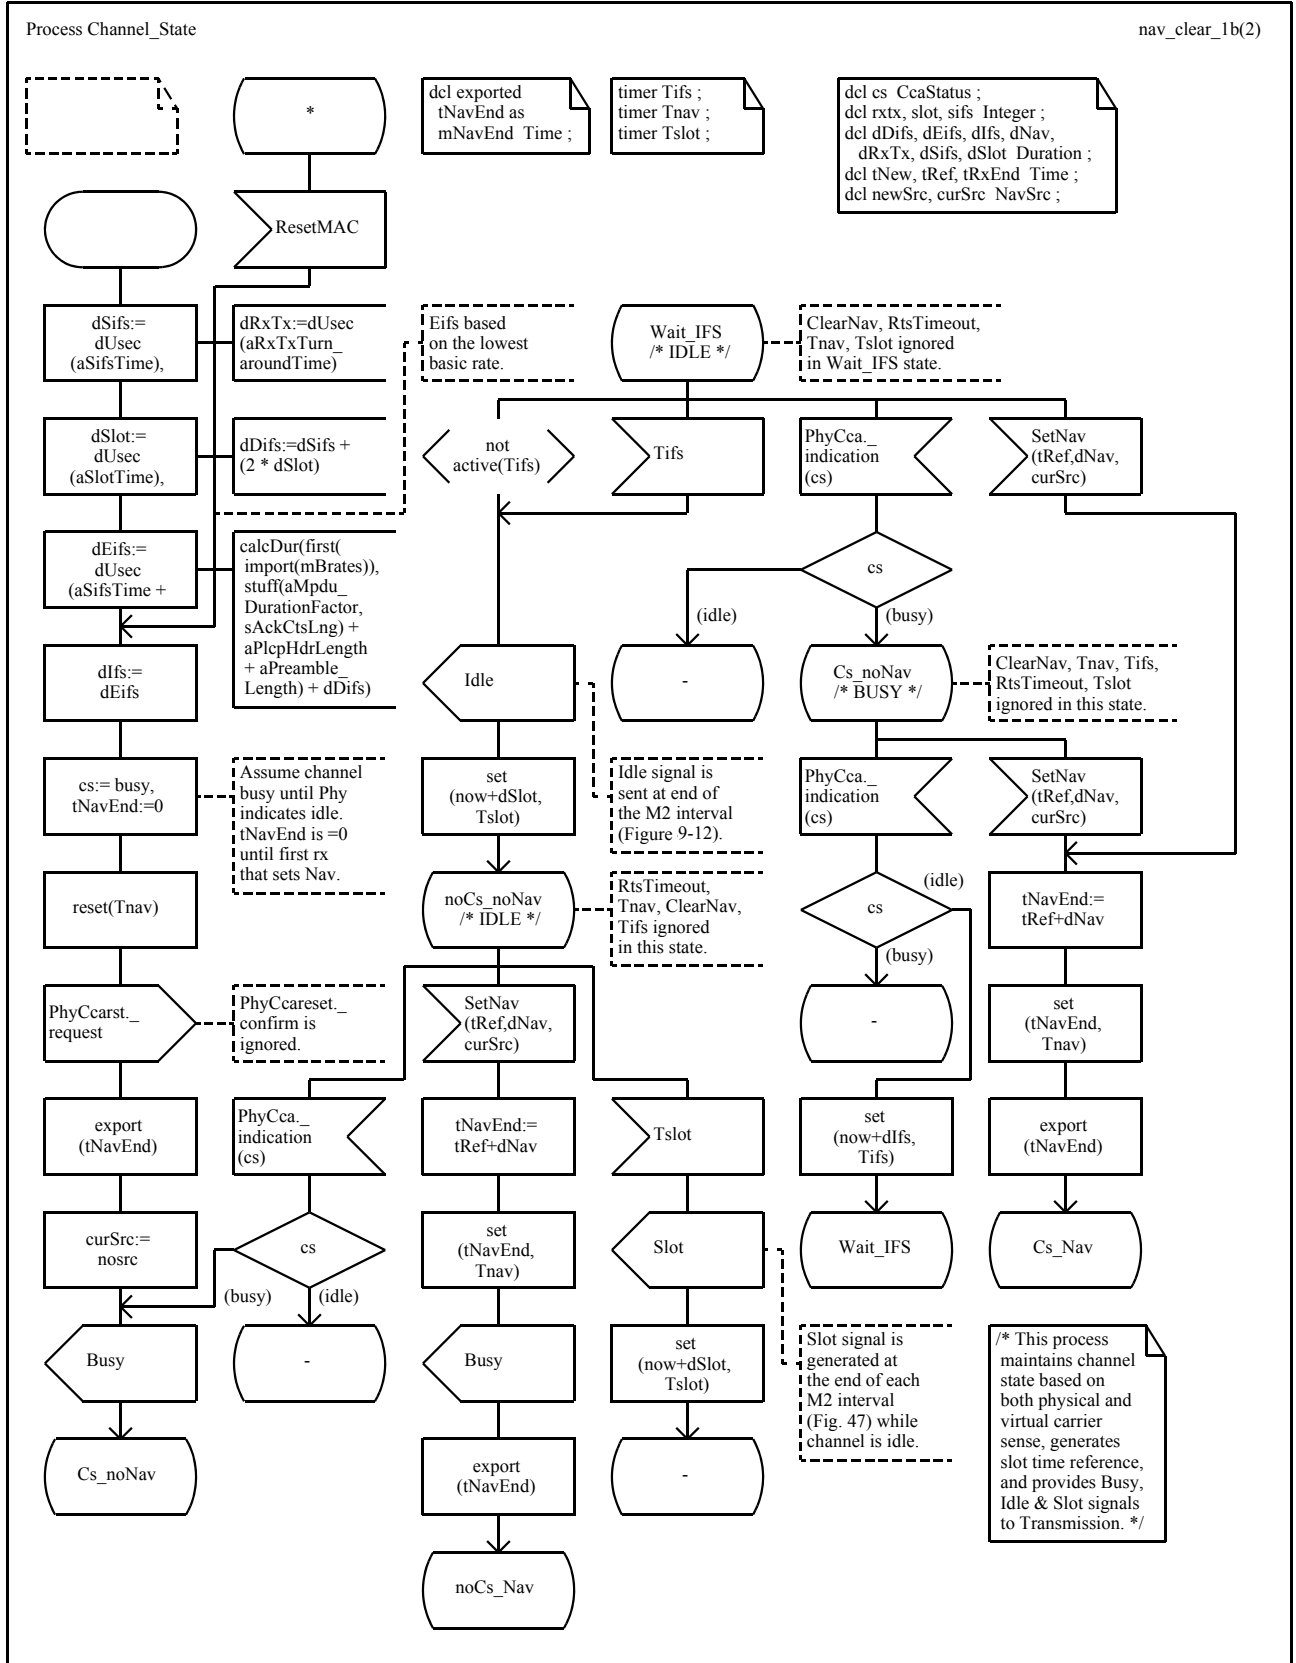 Process Channel_State
nav_clear_1b(2)
*
dcl exported
tNavEnd as
mNavEnd Time ;
timer Tifs ;
timer Tnav ;
timer Tslot ;
dcl cs CcaStatus ;
dcl rxtx, slot, sifs Integer ;
dcl dDifs, dEifs, dIfs, dNav,
dRxTx, dSifs, dSlot Duration ;
dcl tNew, tRef, tRxEnd Time ;
dcl newSrc, curSrc NavSrc ;
ResetMAC
dSifs:=
dUsec
(aSifsTime),
dRxTx:=dUsec
(aRxTxTurn_
aroundTime)
Eifs based
on the lowest
basic rate.
Wait_IFS
/* IDLE */
ClearNav, RtsTimeout,
Tnav, Tslot ignored
in Wait_IFS state.
dSlot:=
dUsec
(aSlotTime),
dDifs:=dSifs +
(2 * dSlot)
not
active(Tifs)
Tifs
PhyCca._
indication
(cs)
SetNav
(tRef,dNav,
curSrc)
dEifs:=
dUsec
(aSifsTime +
calcDur(first(
import(mBrates)),
stuff(aMpdu_
DurationFactor,
sAckCtsLng) +
aPlcpHdrLength
+ aPreamble_
Length) + dDifs)
cs
(idle)
(busy)
dIfs:=
dEifs
Idle
-
Cs_noNav
/* BUSY */
ClearNav, Tnav, Tifs,
RtsTimeout, Tslot
ignored in this state.
cs:= busy,
tNavEnd:=0
Assume channel
busy until Phy
indicates idle.
tNavEnd is =0
until first rx
that sets Nav.
set
(now+dSlot,
Tslot)
Idle signal is
sent at end of
the M2 interval
(Figure 9-12).
PhyCca._
indication
(cs)
SetNav
(tRef,dNav,
curSrc)
reset(Tnav)
noCs_noNav
/* IDLE */
RtsTimeout,
Tnav, ClearNav,
Tifs ignored
in this state.
cs
(idle)
(busy)
tNavEnd:=
tRef+dNav
PhyCcarst._
request
PhyCcareset._
confirm is
ignored.
SetNav
(tRef,dNav,
curSrc)
-
set
(tNavEnd,
Tnav)
export
(tNavEnd)
PhyCca._
indication
(cs)
tNavEnd:=
tRef+dNav
Tslot
set
(now+dIfs,
Tifs)
export
(tNavEnd)
curSrc:=
nosrc
cs
(busy)
(idle)
set
(tNavEnd,
Tnav)
Slot
Wait_IFS
Cs_Nav
Busy
-
Busy
set
(now+dSlot,
Tslot)
Slot signal is
generated at
the end of each
M2 interval
(Fig. 47) while
channel is idle.
/* This process
maintains channel
state based on
both physical and
virtual carrier
sense, generates
slot time reference,
and provides Busy,
Idle & Slot signals
to Transmission. */
Cs_noNav
export
(tNavEnd)
-
noCs_Nav